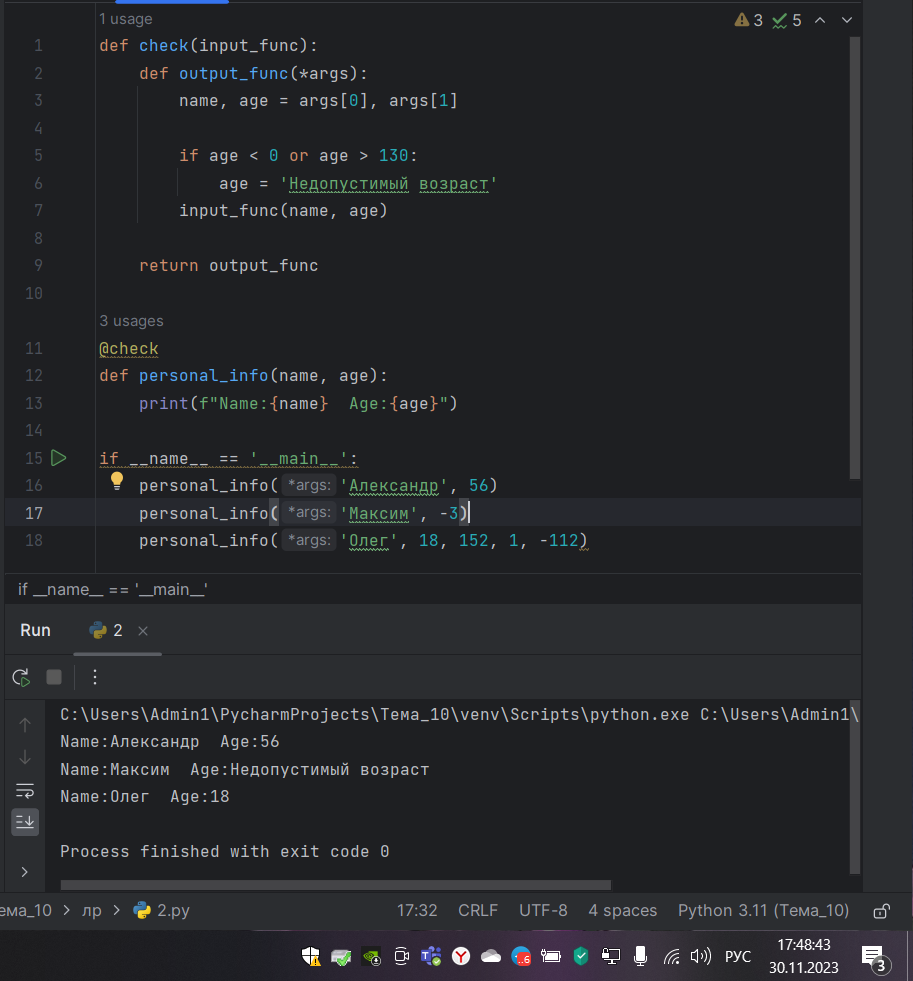 1 usage
3 5
1 def check(input_func):
2 def output_func(*args):
3 name, age = args[0], args[1]
4
5 if age < 0 or age > 130:
6 age = 'Недопустимый возраст'
7 input_func(name, age)
8
9 return output_func
10
3 usages
11 @check
12 def personal_info(name, age):
13 print(f"Name:{name}  Age:{age}")
14
15 if __name__ == '__main__':
16 personal_info( *args: 'Александр', 56)
17 personal_info( *args: 'Максим', -3)
18 personal_info( *args: 'Олег', 18, 152, 1, -112)
if __name__ == '__main__'
Run 2
C:\Users\Admin1\PycharmProjects\Тема_10\venv\Scripts\python.exe C:\Users\Admin1\
Name:Александр  Age:56
Name:Максим  Age:Недопустимый возраст
Name:Олег  Age:18
Process finished with exit code 0
ема_10 > лр > 2.py 17:32 CRLF UTF-8 4 spaces Python 3.11 (Тема_10)
..6 РУС 17:48:43
30.11.2023 3